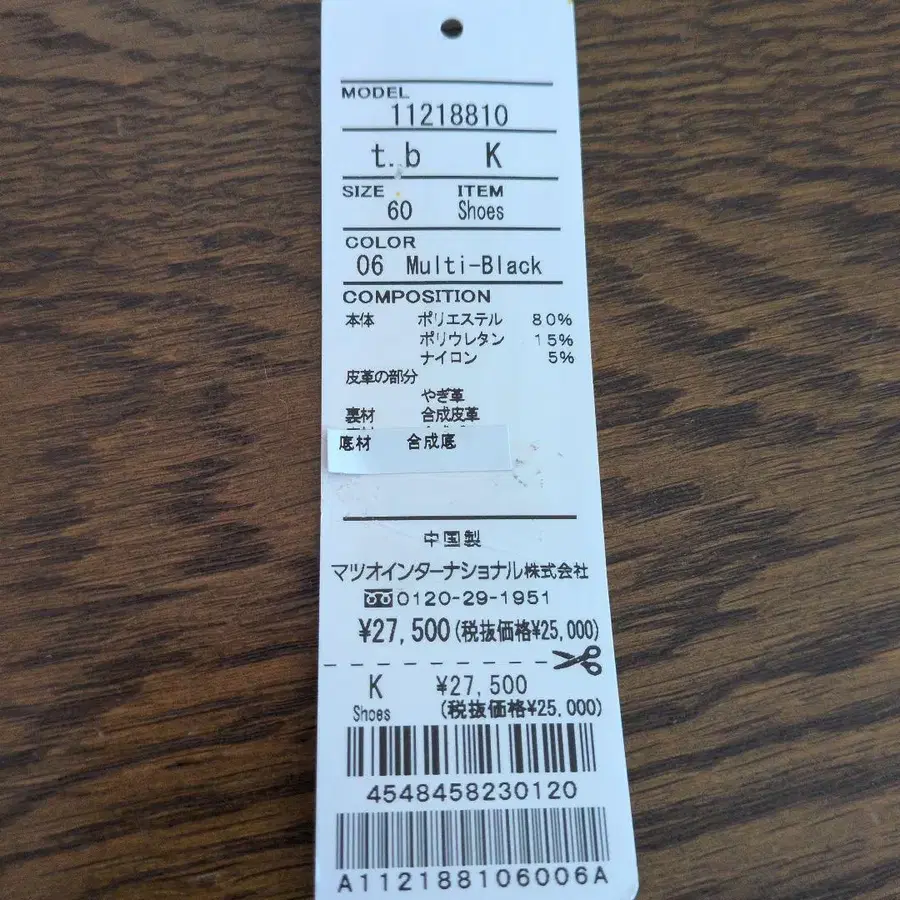 MODEL
11218810
t.b K
SIZE ITEM
60 Shoes
COLOR
06 Multi-Black
COMPOSITION
本体 ポリエステル 80%
ポリウレタン 15%
ナイロン 5%
皮革の部分
やぎ革
裏材 合成皮革
底材 合成底
中国製
マツオインターナショナル株式会社
0120-29-1951
¥27,500(税抜価格¥25,000)
K ¥27,500
Shoes (税抜価格¥25,000)
4548458230120
A112188106006A